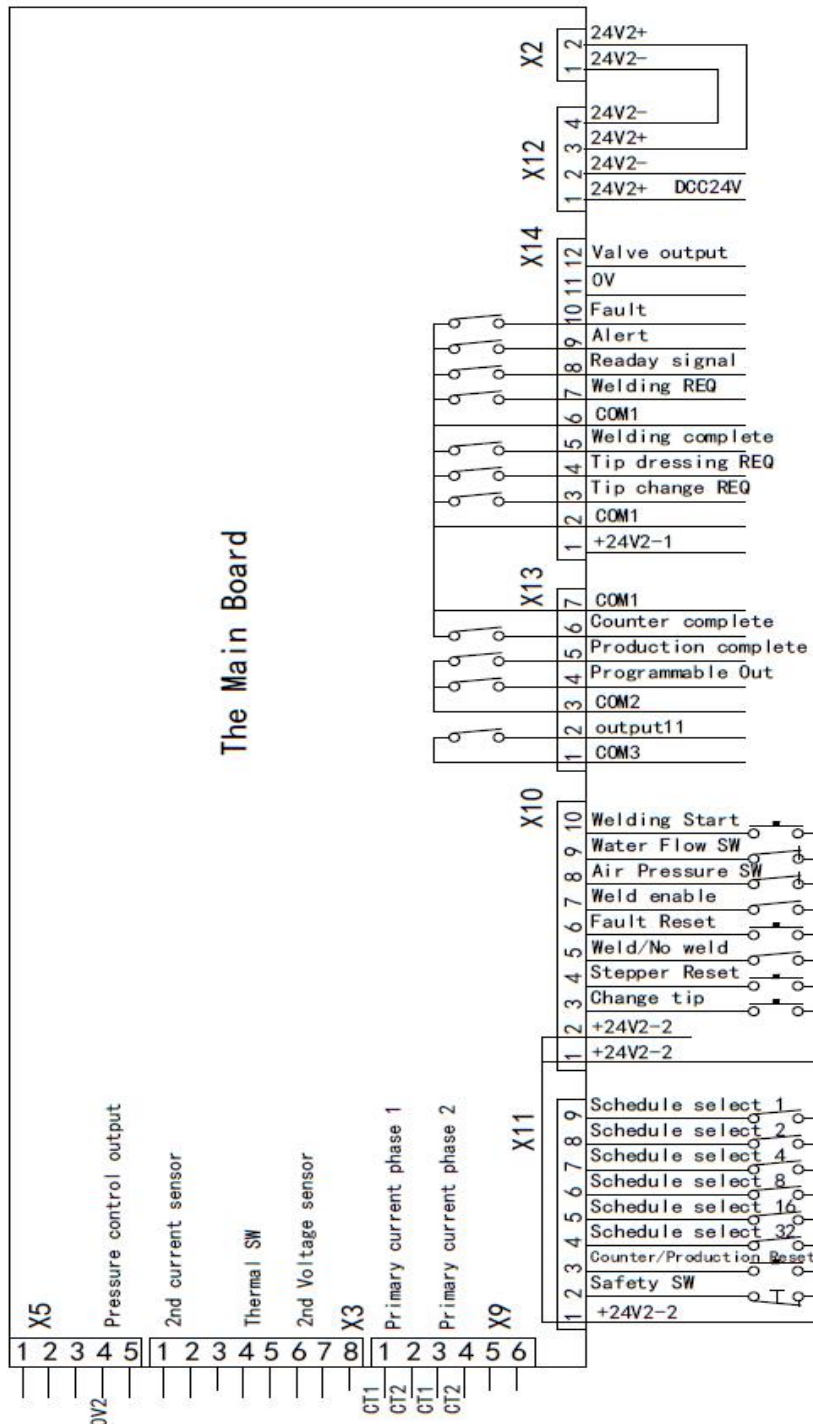 The Main Board
X2
2 24V2+
1 24V2-
X12
4 24V2-
3 24V2+
2 24V2-
1 24V2+ DCC24V
X14
12 Valve output
11 0V
10 Fault
9 Alert
8 Readay signal
7 Welding REQ
6 COM1
5 Welding complete
4 Tip dressing REQ
3 Tip change REQ
2 COM1
1 +24V2-1
X13
7 COM1
6 Counter complete
5 Production complete
4 Programmable Out
3 COM2
2 output11
1 COM3
X10
10 Welding Start
9 Water Flow SW
8 Air Pressure SW
7 Weld enable
6 Fault Reset
5 Weld/No weld
4 Stepper Reset
3 Change tip
2 +24V2-2
1 +24V2-2
X11
9 Schedule select 1
8 Schedule select 2
7 Schedule select 4
6 Schedule select 8
5 Schedule select 16
4 Schedule select 32
3 Counter/Production Reset
2 Safety SW
1 +24V2-2
X5
Pressure control output
1 2 3 4 5
0V2
2nd current sensor
Thermal SW
2nd Voltage sensor
X3
1 2 3 4 5 6 7 8
Primary current phase 1
Primary current phase 2
X9
1 2 3 4 5 6
CT1
CT2
CT1
CT2